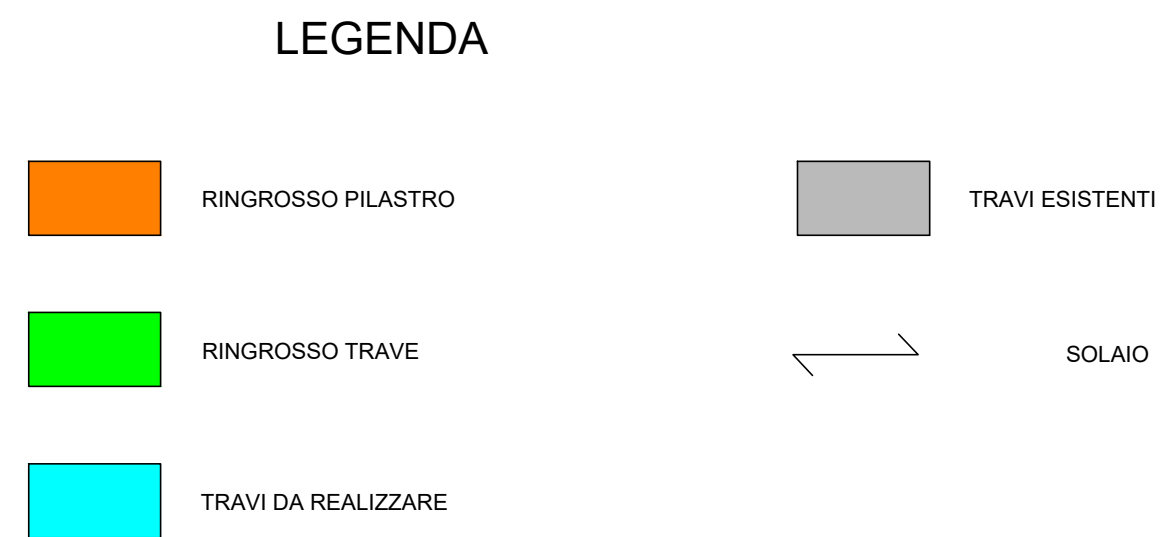 LEGENDA
RINGROSSO PILASTRO
RINGROSSO TRAVE
TRAVI DA REALIZZARE
TRAVI ESISTENTI
SOLAIO